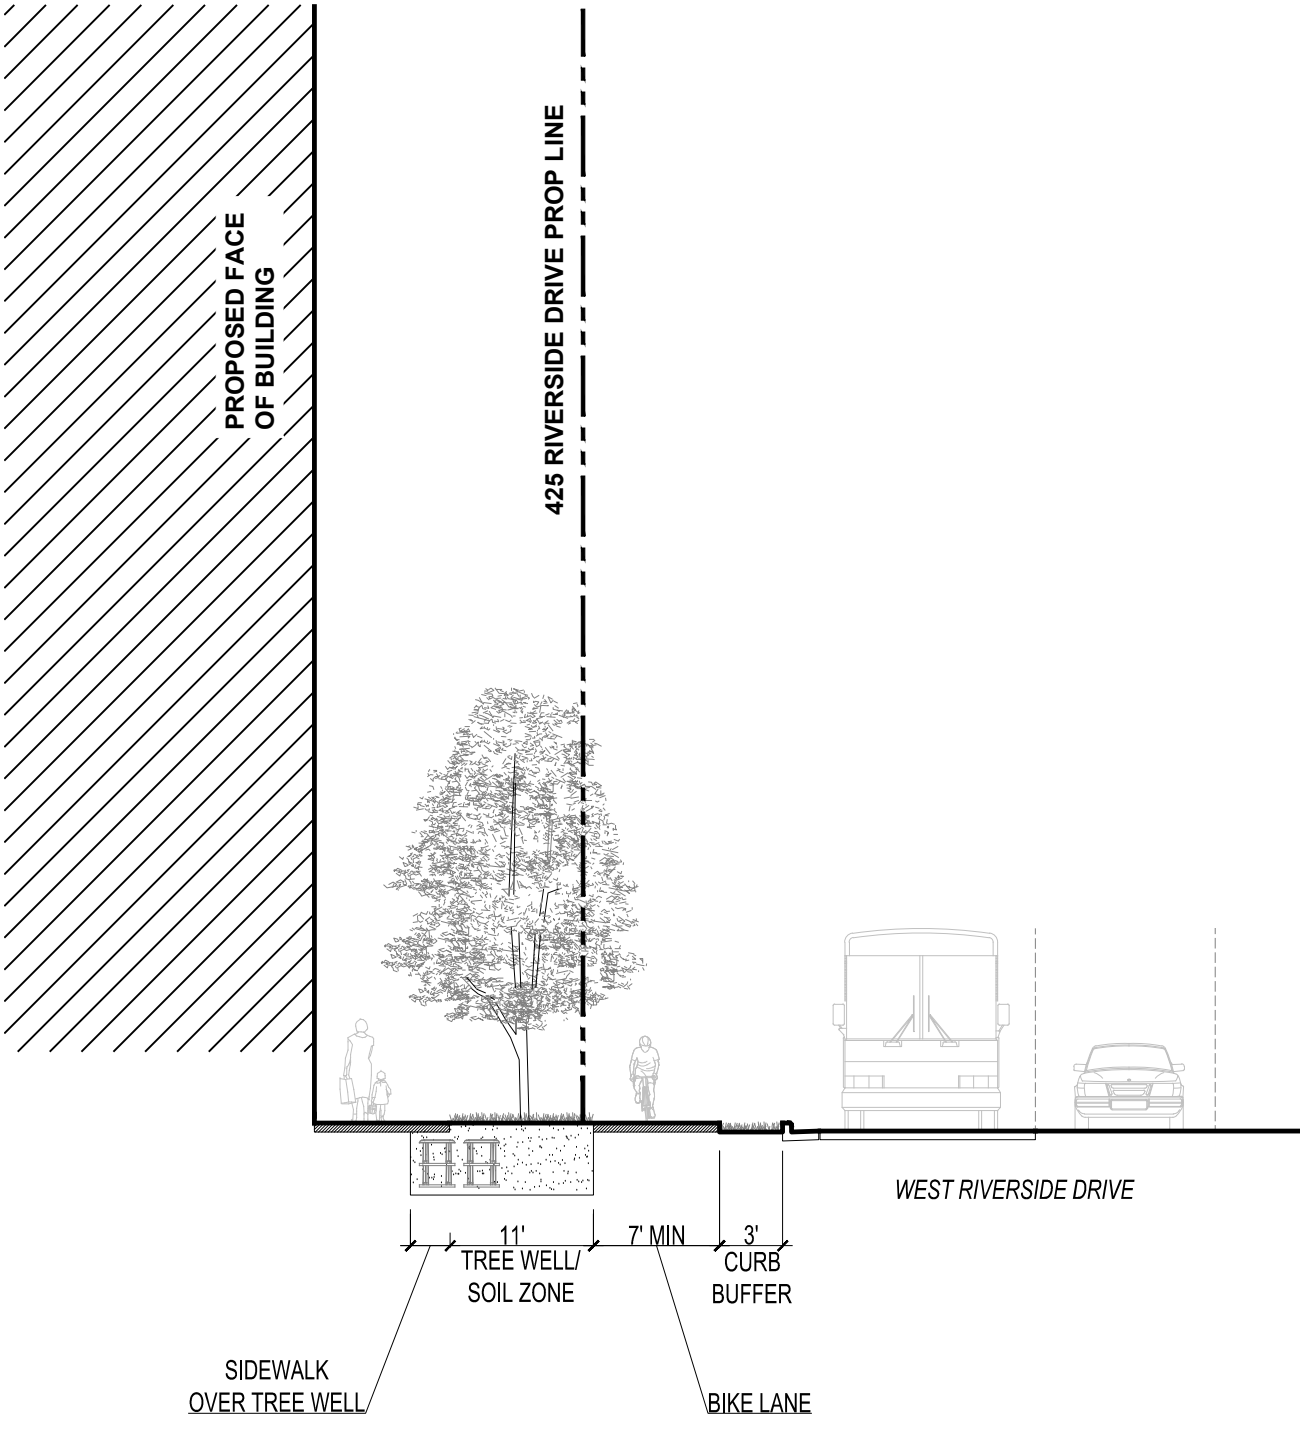 PROPOSED FACE
OF BUILDING
425 RIVERSIDE DRIVE PROP LINE
WEST RIVERSIDE DRIVE
11'
TREE WELL/
SOIL ZONE
7' MIN
3'
CURB
BUFFER
SIDEWALK
OVER TREE WELL
BIKE LANE